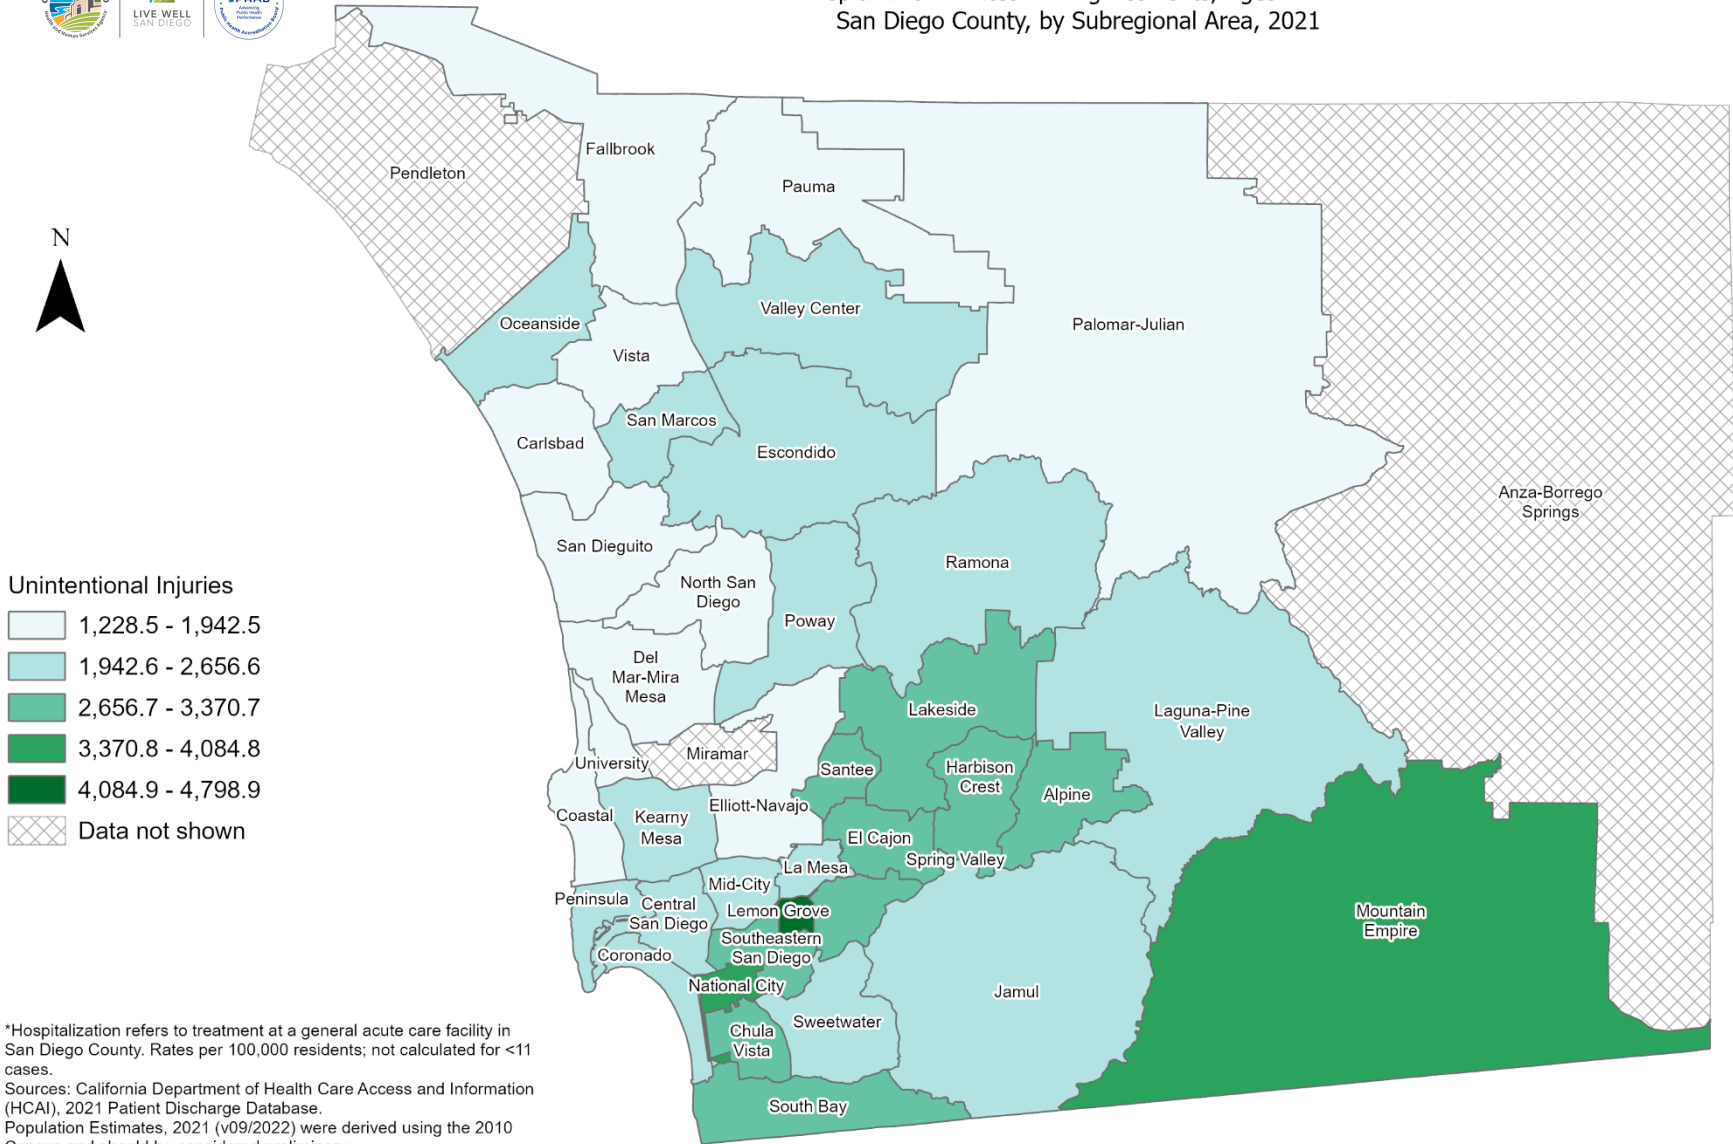 LIVE WELL
SAN DIEGO
PHAB
Advancing
Public Health
Performance
San Diego County, by Subregional Area, 2021
N
Pendleton
Fallbrook
Pauma
Oceanside
Valley Center
Palomar-Julian
Vista
San Marcos
Carlsbad
Escondido
Anza-Borrego
Springs
San Dieguito
North San
Diego
Ramona
Poway
Del
Mar-Mira
Mesa
Lakeside
Laguna-Pine
Valley
Miramar
University
Santee
Harbison
Crest
Alpine
Elliott-Navajo
Coastal
Kearny
Mesa
El Cajon
Spring Valley
La Mesa
Mid-City
Peninsula
Central
San Diego
Lemon Grove
Mountain
Empire
Southeastern
San Diego
Coronado
National City
Jamul
Sweetwater
Chula
Vista
South Bay
Unintentional Injuries
1,228.5 - 1,942.5
1,942.6 - 2,656.6
2,656.7 - 3,370.7
3,370.8 - 4,084.8
4,084.9 - 4,798.9
Data not shown
*Hospitalization refers to treatment at a general acute care facility in
San Diego County. Rates per 100,000 residents; not calculated for <11
cases.
Sources: California Department of Health Care Access and Information
(HCAI), 2021 Patient Discharge Database.
Population Estimates, 2021 (v09/2022) were derived using the 2010